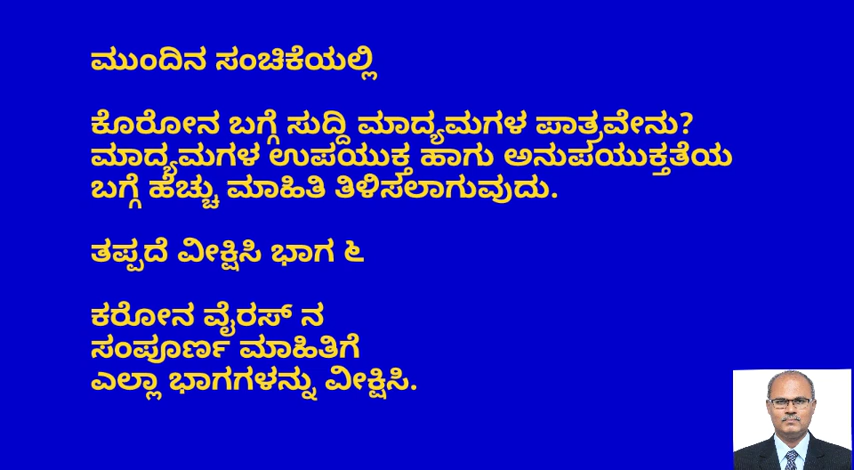 ಮುಂದಿನ ಸಂಚಿಕೆಯಲ್ಲಿ
ಕೊರೋನ ಬಗ್ಗೆ ಸುದ್ದಿ ಮಾದ್ಯಮಗಳ ಪಾತ್ರವೇನು?
ಮಾದ್ಯಮಗಳ ಉಪಯುಕ್ತ ಹಾಗು ಅನುಪಯುಕ್ತತೆಯ
ಬಗ್ಗೆ ಹೆಚ್ಚು ಮಾಹಿತಿ ತಿಳಿಸಲಾಗುವುದು.
ತಪ್ಪದೆ ವೀಕ್ಷಿಸಿ ಭಾಗ ೬
ಕರೋನ ವೈರಸ್ ನ
ಸಂಪೂರ್ಣ ಮಾಹಿತಿಗೆ
ಎಲ್ಲಾ ಭಾಗಗಳನ್ನು ವೀಕ್ಷಿಸಿ.